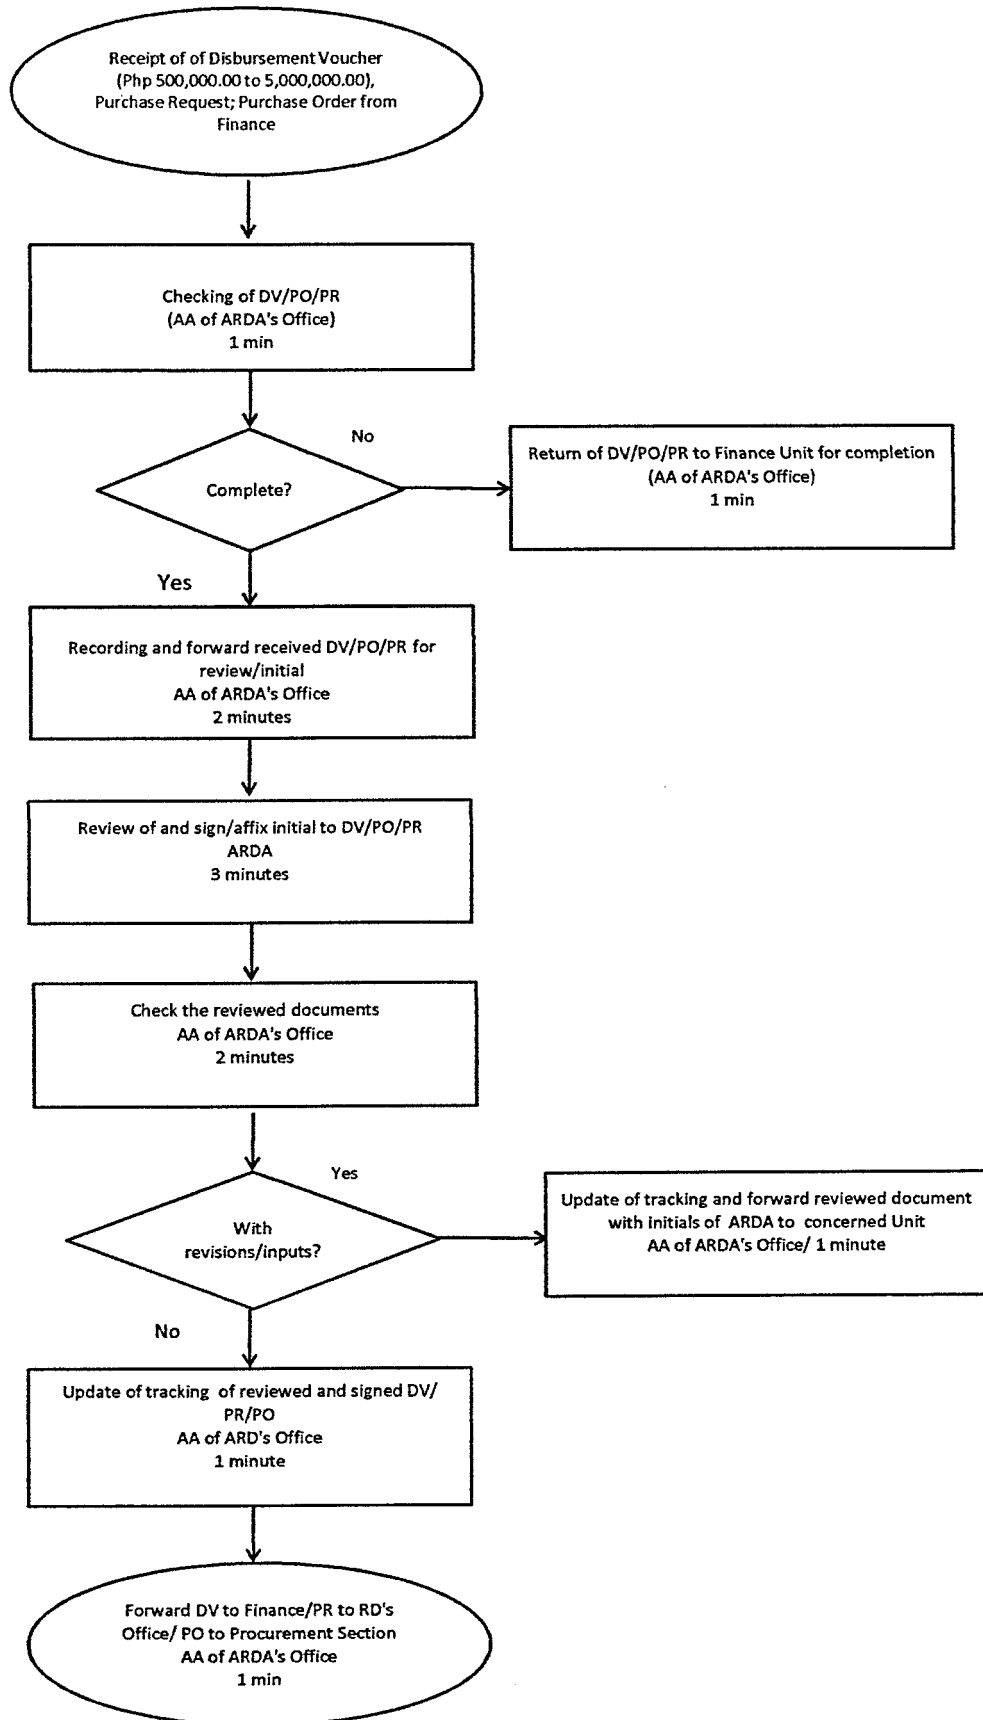 Receipt of of Disbursement Voucher
(Php 500,000.00 to 5,000,000.00),
Purchase Request; Purchase Order from
Finance
Checking of DV/PO/PR
(AA of ARDA's Office)
1 min
No
Complete?
Return of DV/PO/PR to Finance Unit for completion
(AA of ARDA's Office)
1 min
Yes
Recording and forward received DV/PO/PR for
review/initial
AA of ARDA's Office
2 minutes
Review of and sign/affix initial to DV/PO/PR
ARDA
3 minutes
Check the reviewed documents
AA of ARDA's Office
2 minutes
Yes
With
revisions/inputs?
Update of tracking and forward reviewed document
with initials of ARDA to concerned Unit
AA of ARDA's Office/ 1 minute
No
Update of tracking of reviewed and signed DV/
PR/PO
AA of ARD's Office
1 minute
Forward DV to Finance/PR to RD's
Office/ PO to Procurement Section
AA of ARDA's Office
1 min